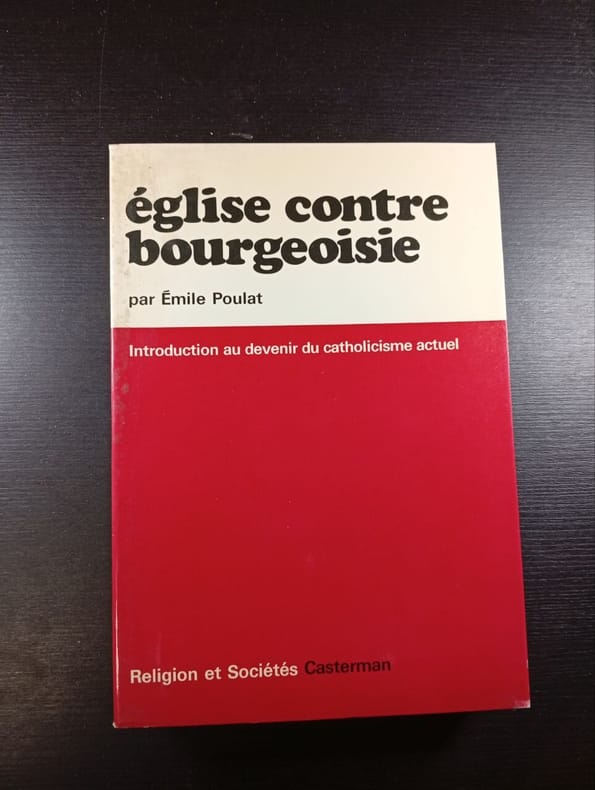 église contre
bourgeoisie
par Émile Poulat
Introduction au devenir du catholicisme actuel
Religion et Sociétés Casterman